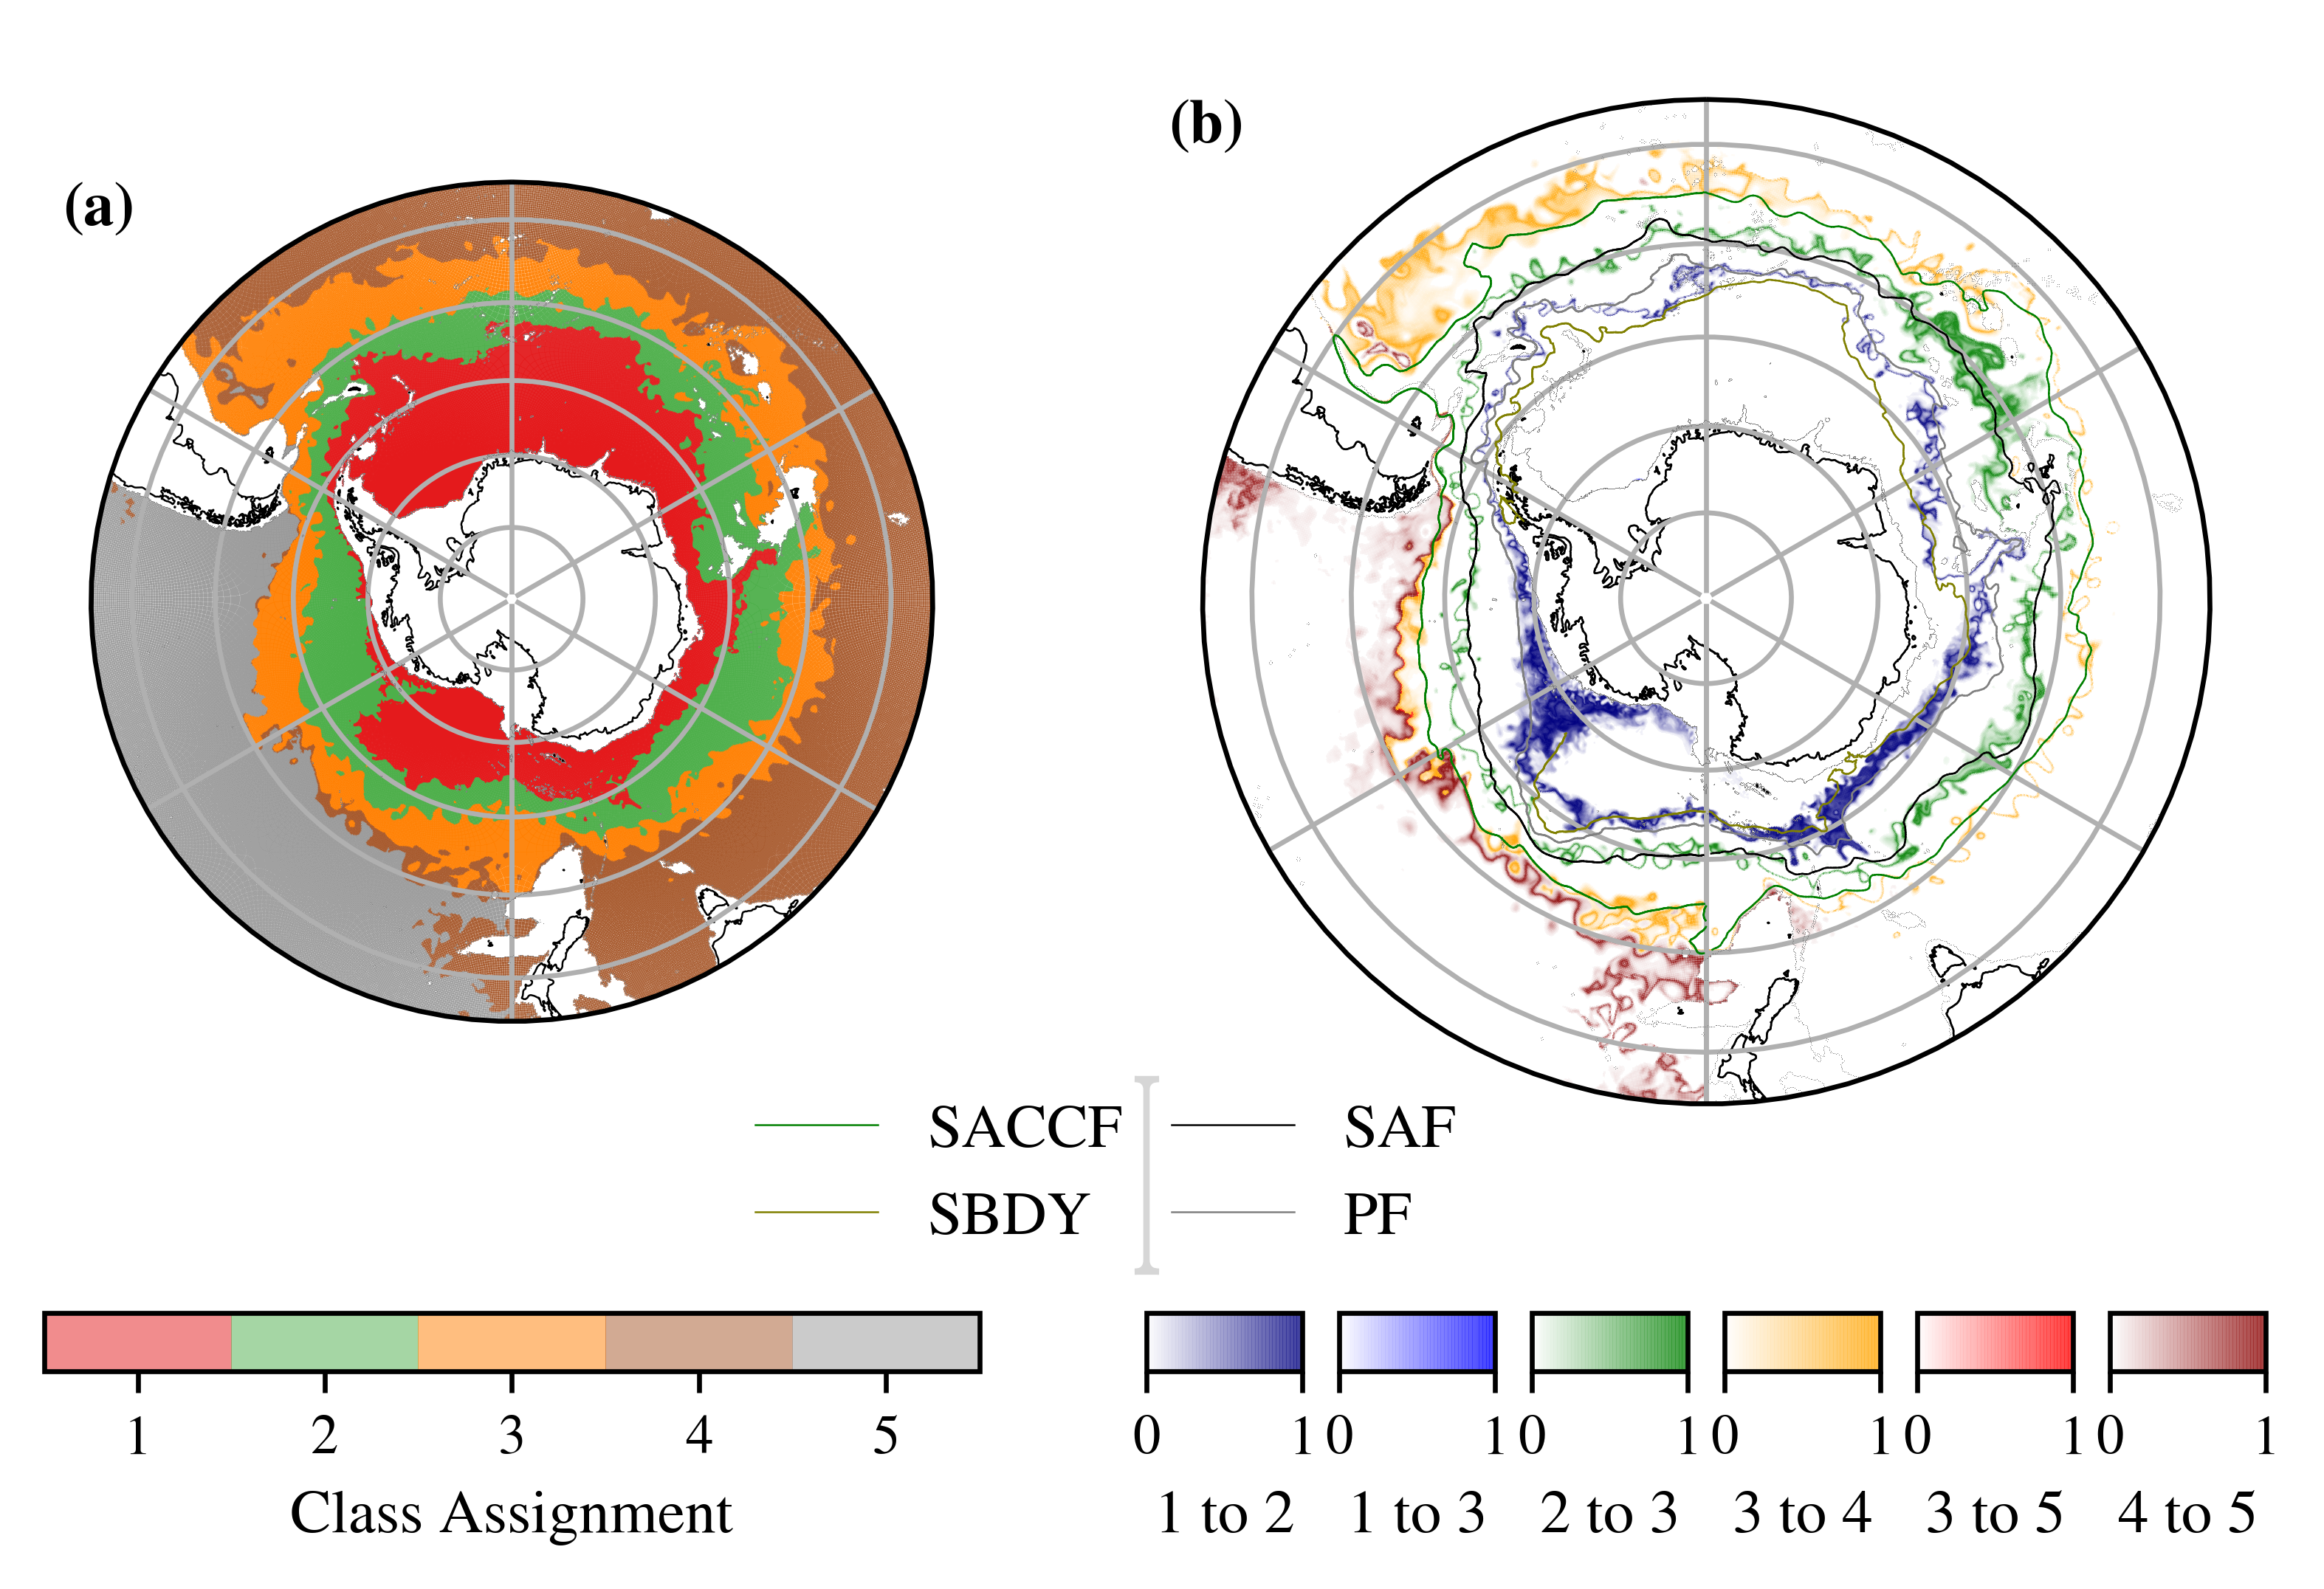 (a)
(b)
SACCF
SAF
SBDY
PF
1 2 3 4 5
Class Assignment
0 1 0 1 0 1 0 1 0 1 0 1
1 to 2 1 to 3 2 to 3 3 to 4 3 to 5 4 to 5